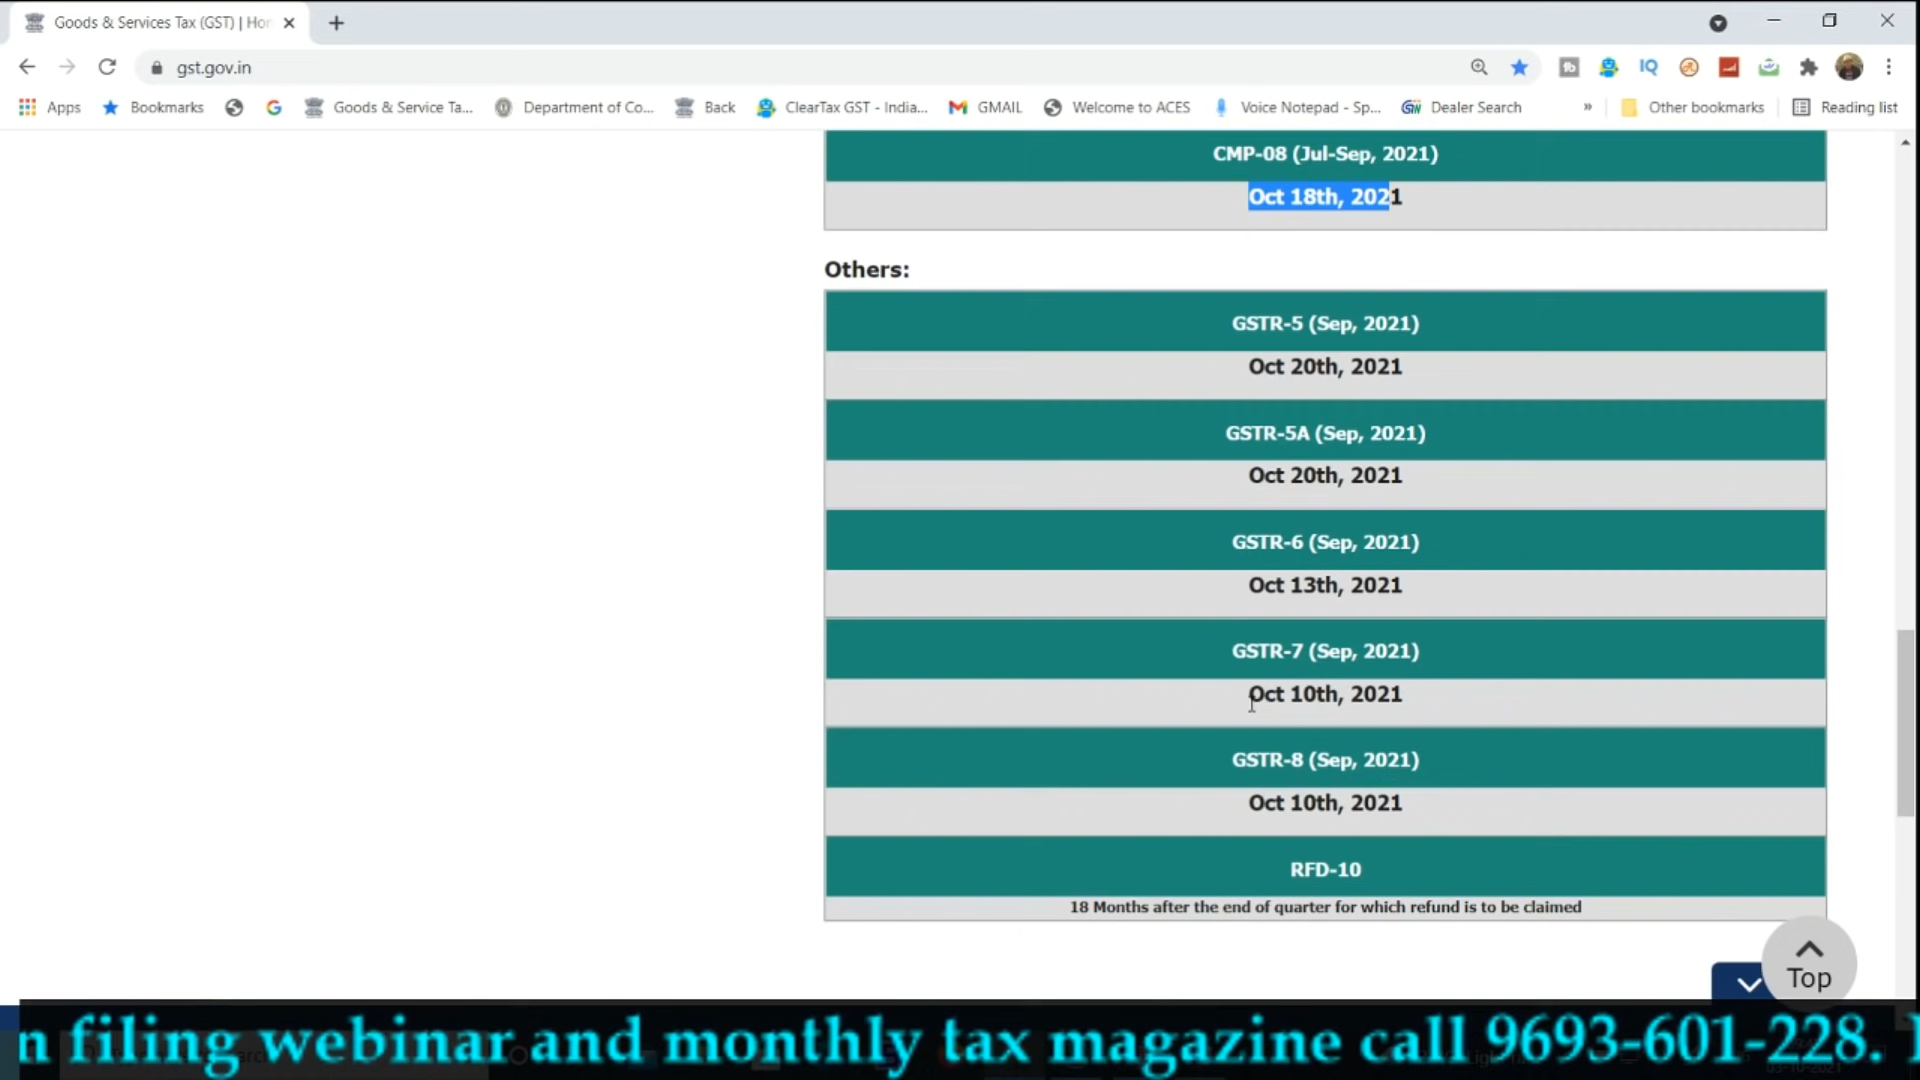 Goods & Services Tax (GST) | Hor
gst.gov.in
Apps
Bookmarks
Goods & Service Ta...
Department of Co...
Back
ClearTax GST - India...
GMAIL
Welcome to ACES
Voice Notepad - Sp...
Dealer Search
»
Other bookmarks
Reading list
CMP-08 (Jul-Sep, 2021)
Oct 18th, 2021
Others:
GSTR-5 (Sep, 2021)
Oct 20th, 2021
GSTR-5A (Sep, 2021)
Oct 20th, 2021
GSTR-6 (Sep, 2021)
Oct 13th, 2021
GSTR-7 (Sep, 2021)
Oct 10th, 2021
GSTR-8 (Sep, 2021)
Oct 10th, 2021
RFD-10
18 Months after the end of quarter for which refund is to be claimed
Top
n filing webinar and monthly tax magazine call 9693-601-228.